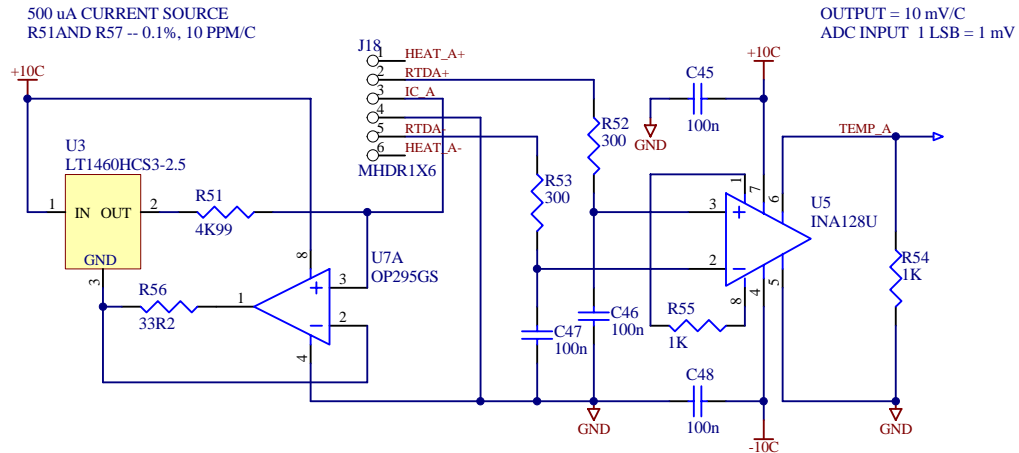 500 uA CURRENT SOURCE
R51AND R57 -- 0.1%, 10 PPM/C
OUTPUT = 10 mV/C
ADC INPUT  1 LSB = 1 mV
+10C
U3
LT1460HCS3-2.5
1
IN
OUT
2
GND
3
R51
4K99
R56
33R2
1
8
3
2
4
U7A
OP295GS
J18
1
HEAT_A+
2
RTDA+
3
IC_A
4
5
RTDA-
6
HEAT_A-
MHDR1X6
R52
300
R53
300
C45
100n
GND
+10C
1
7
6
3
2
8
4
5
U5
INA128U
TEMP_A
R54
1K
R55
1K
C46
100n
C47
100n
C48
100n
GND
-10C
GND